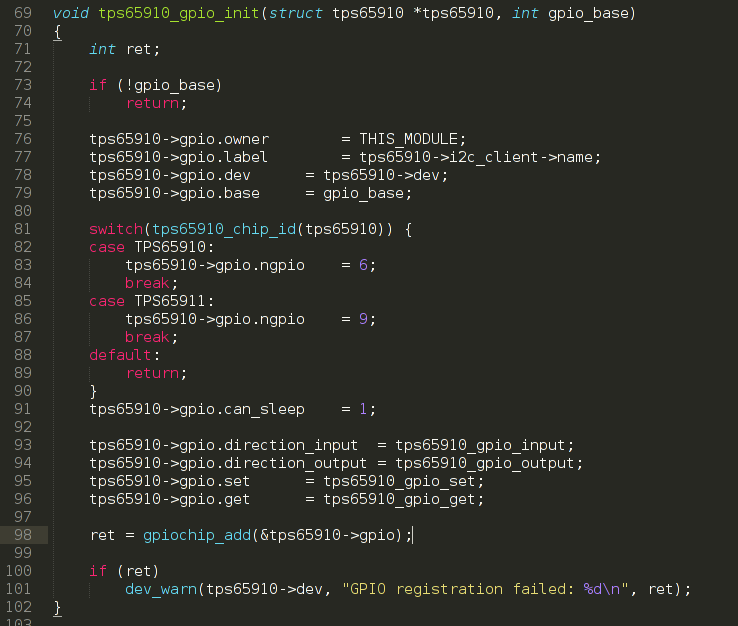 69 void tps65910_gpio_init(struct tps65910 *tps65910, int gpio_base)
70 {
71     int ret;
72
73     if (!gpio_base)
74         return;
75
76     tps65910->gpio.owner        = THIS_MODULE;
77     tps65910->gpio.label        = tps65910->i2c_client->name;
78     tps65910->gpio.dev      = tps65910->dev;
79     tps65910->gpio.base     = gpio_base;
80
81     switch(tps65910_chip_id(tps65910)) {
82     case TPS65910:
83         tps65910->gpio.ngpio    = 6;
84         break;
85     case TPS65911:
86         tps65910->gpio.ngpio    = 9;
87         break;
88     default:
89         return;
90     }
91     tps65910->gpio.can_sleep    = 1;
92
93     tps65910->gpio.direction_input  = tps65910_gpio_input;
94     tps65910->gpio.direction_output = tps65910_gpio_output;
95     tps65910->gpio.set      = tps65910_gpio_set;
96     tps65910->gpio.get      = tps65910_gpio_get;
97
98     ret = gpiochip_add(&tps65910->gpio);
99
100     if (ret)
101         dev_warn(tps65910->dev, "GPIO registration failed: %d\n", ret);
102 }
103